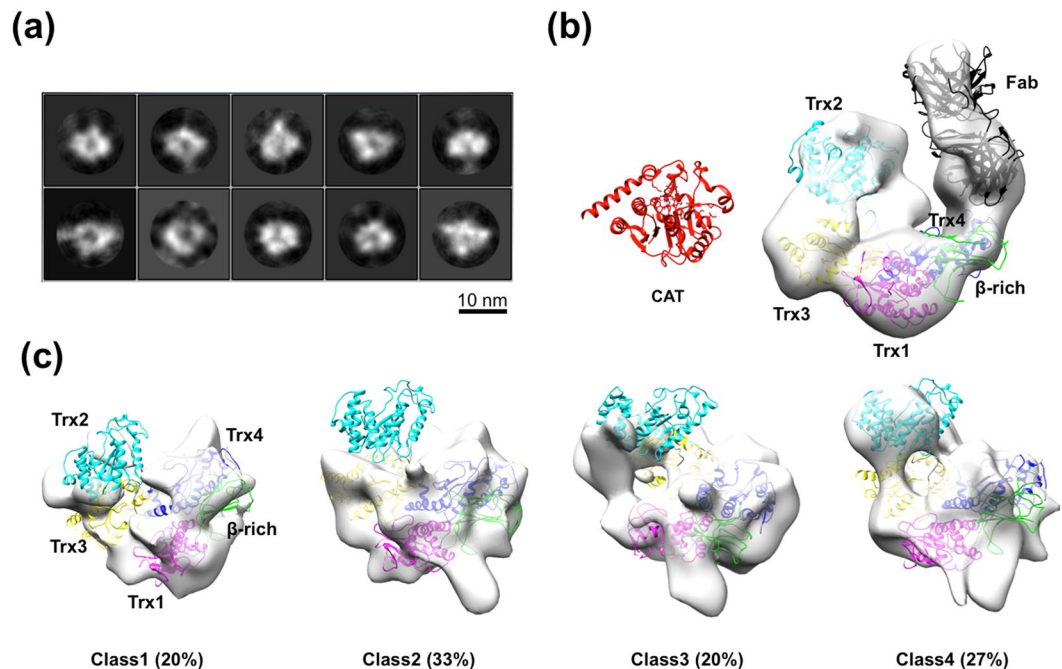 (a)
10 nm
(b)
Fab
Trx2
CAT
Trx4
β-rich
Trx3
Trx1
(c)
Trx2
Trx4
β-rich
Trx3
Trx1
Class1 (20%)
Class2 (33%)
Class3 (20%)
Class4 (27%)